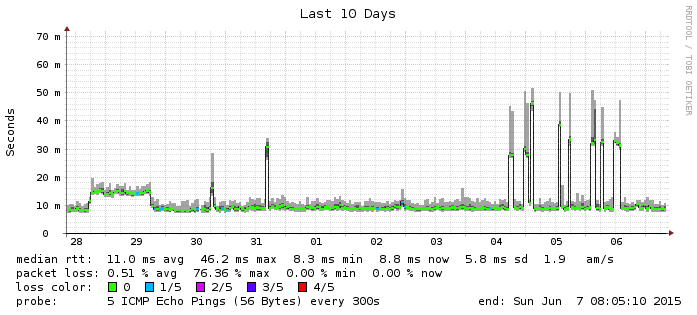 Last 10 Days
RRDTOOL / TOBI OETIKER
Seconds
70 m
60 m
50 m
40 m
30 m
20 m
10 m
0
28 29 30 31 01 02 03 04 05 06
median rtt: 11.0 ms avg 46.2 ms max 8.3 ms min 8.8 ms now 5.8 ms sd 1.9 am/s
packet loss: 0.51 % avg 76.36 % max 0.00 % min 0.00 % now
loss color: 0 1/5 2/5 3/5 4/5
probe: 5 ICMP Echo Pings (56 Bytes) every 300s end: Sun Jun 7 08:05:10 2015